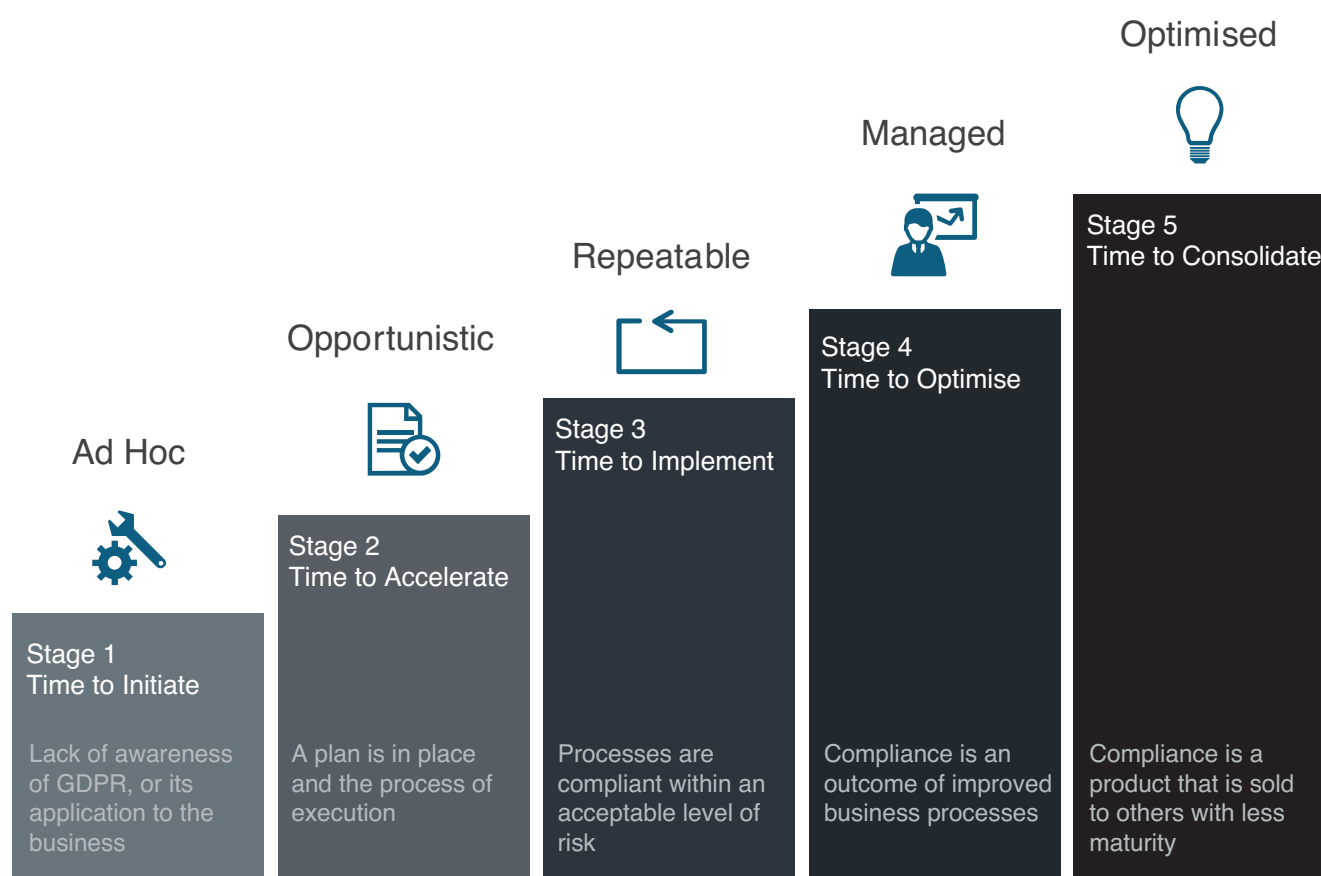 Ad Hoc
Stage 1
Time to Initiate
Lack of awareness
of GDPR, or its
application to the
business
Opportunistic
Stage 2
Time to Accelerate
A plan is in place
and the process of
execution
Repeatable
Stage 3
Time to Implement
Processes are
compliant within an
acceptable level of
risk
Managed
Stage 4
Time to Optimise
Compliance is an
outcome of improved
business processes
Optimised
Stage 5
Time to Consolidate
Compliance is a
product that is sold
to others with less
maturity